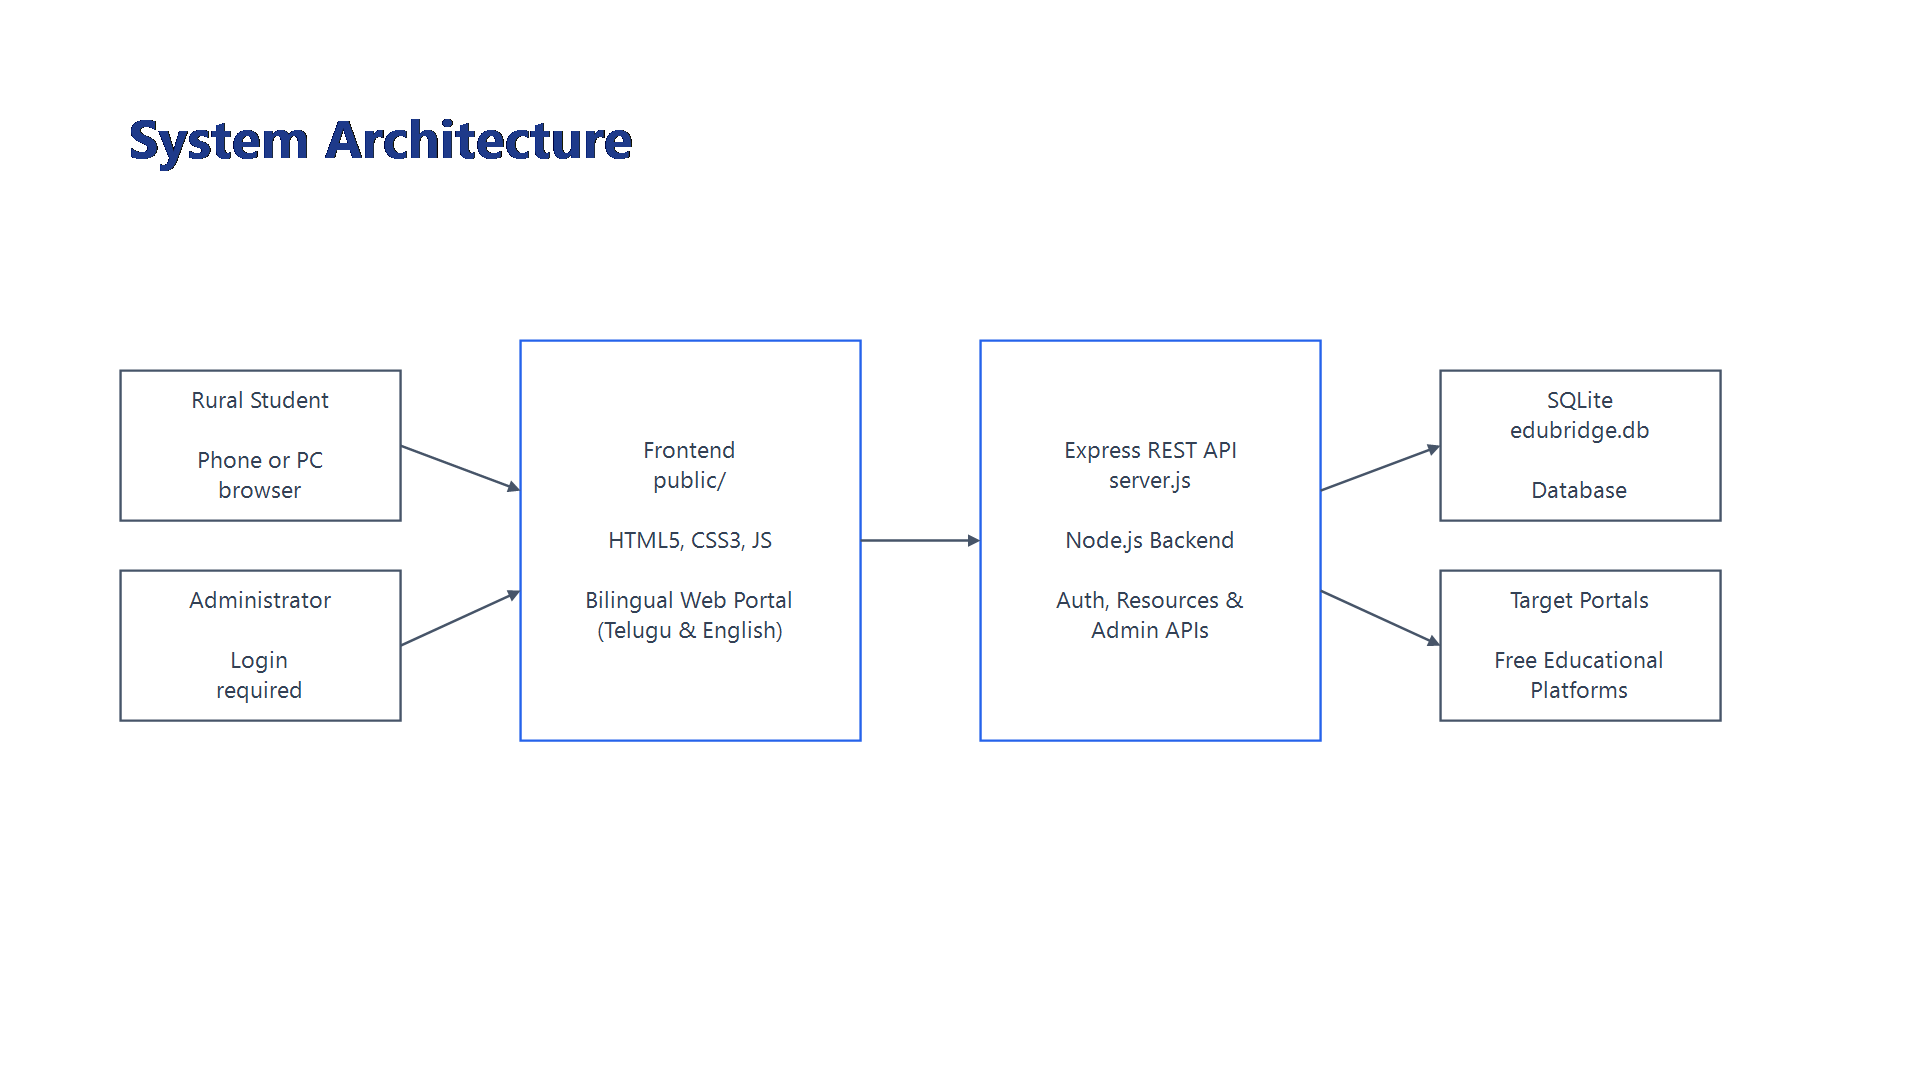 System Architecture
Rural Student
Phone or PC
browser
Administrator
Login
required
Frontend
public/
HTML5, CSS3, JS
Bilingual Web Portal
(Telugu & English)
Express REST API
server.js
Node.js Backend
Auth, Resources &
Admin APIs
SQLite
edubridge.db
Database
Target Portals
Free Educational
Platforms